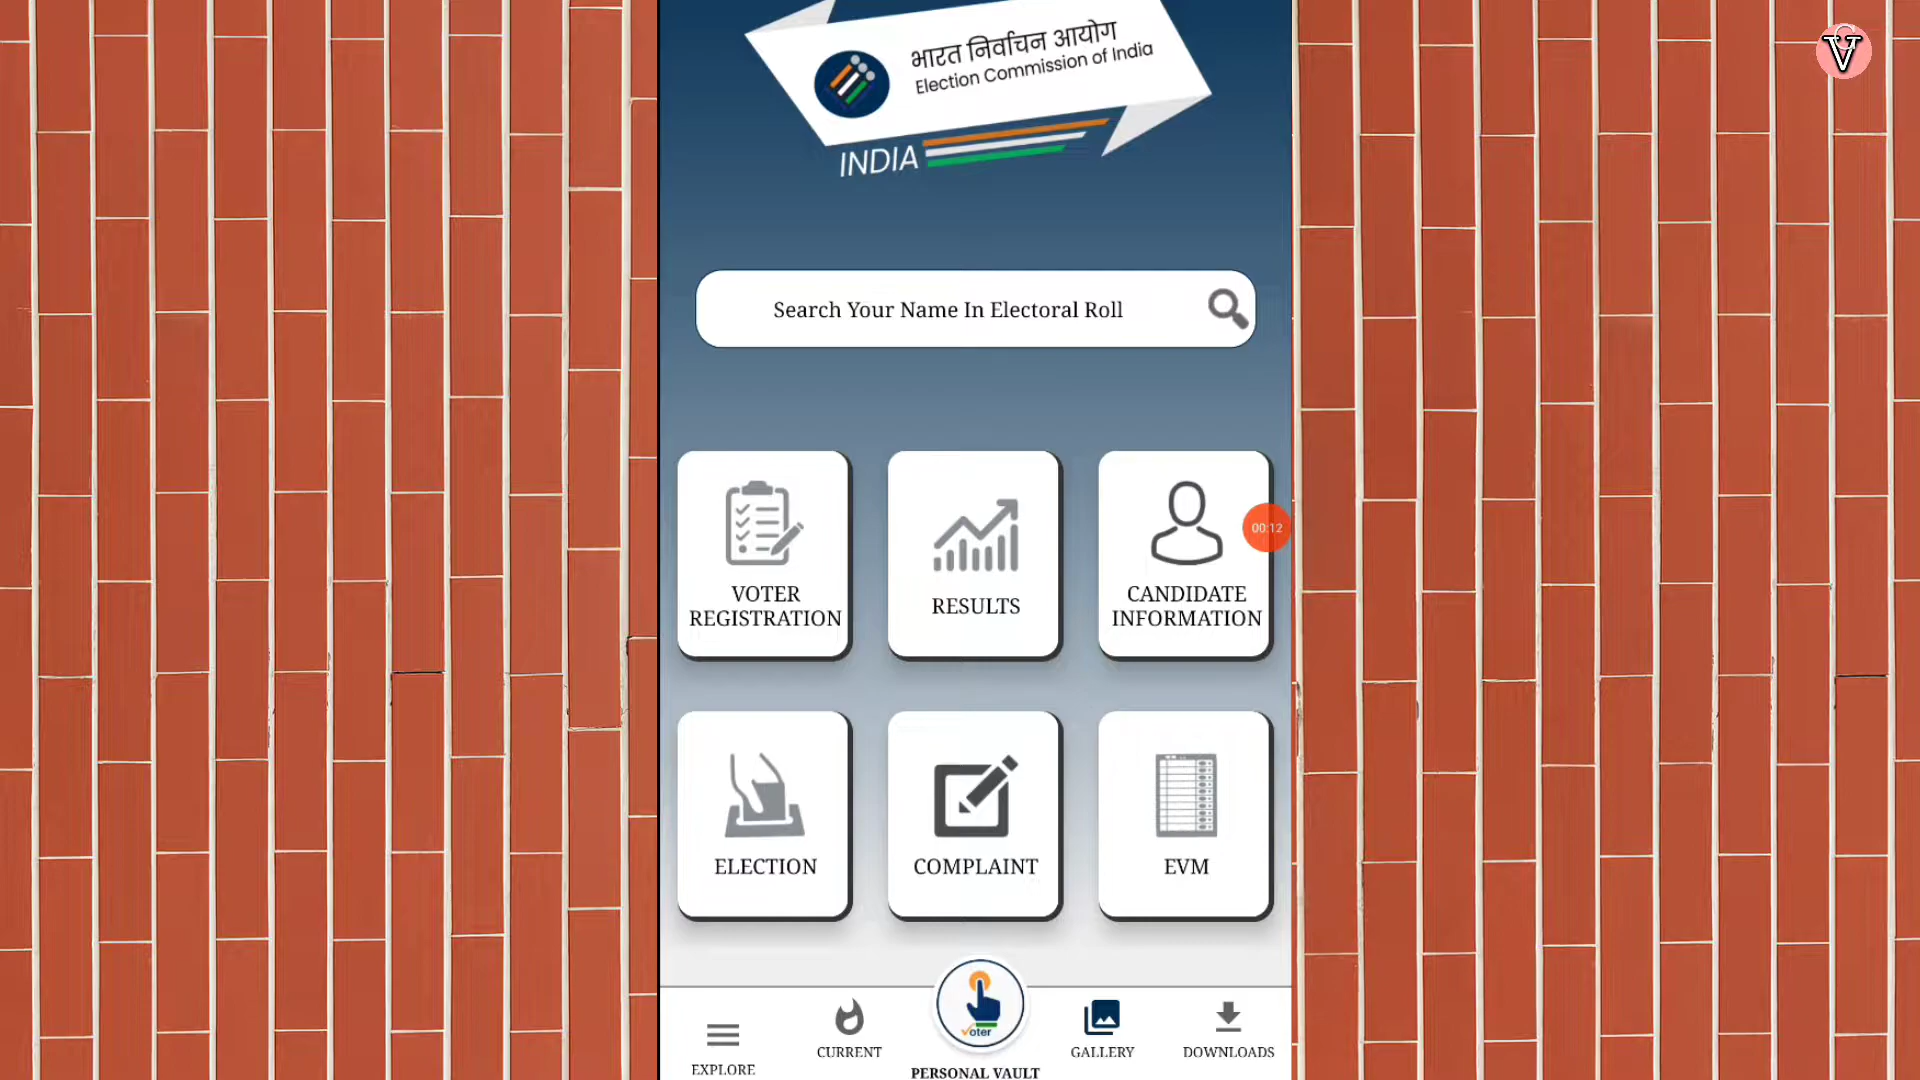 भारत निर्वाचन आयोग
Election Commission of India
INDIA
Search Your Name In Electoral Roll
VOTER
REGISTRATION
RESULTS
CANDIDATE
INFORMATION
00:12
ELECTION
COMPLAINT
EVM
Voter
EXPLORE
CURRENT
PERSONAL VAULT
GALLERY
DOWNLOADS